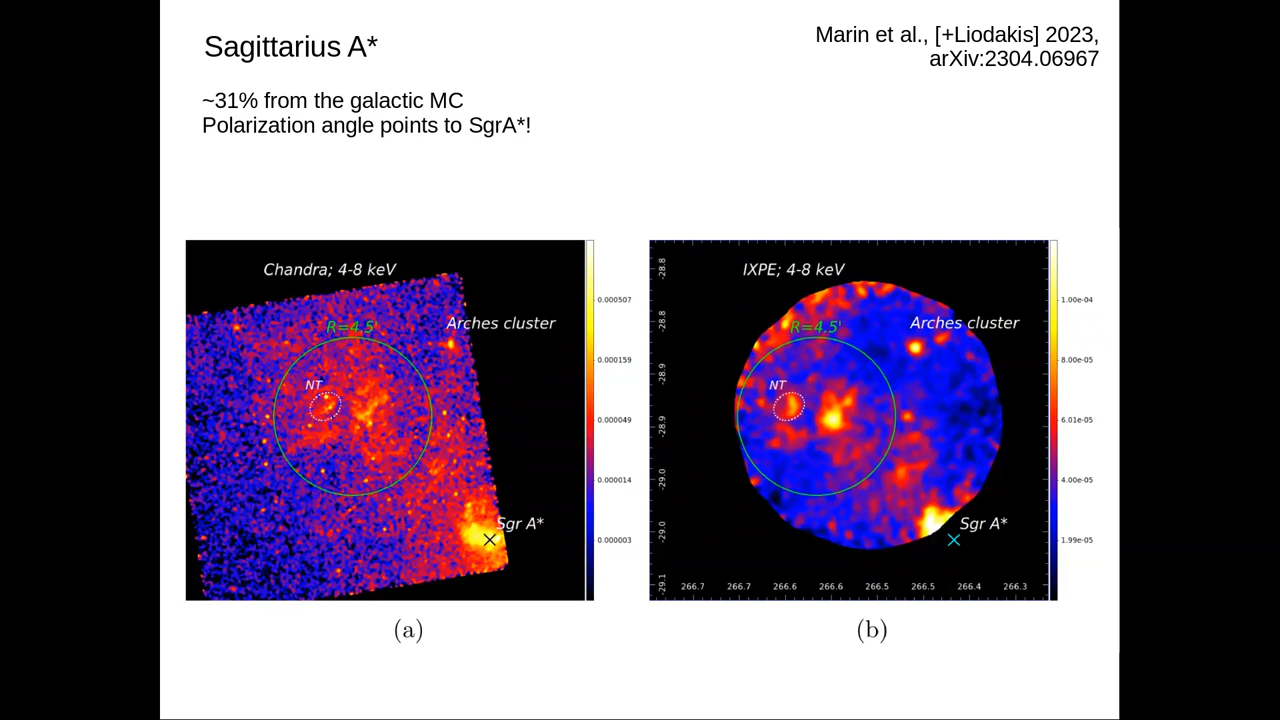 Sagittarius A*
Marin et al., [+Liodakis] 2023,
arXiv:2304.06967
~31% from the galactic MC
Polarization angle points to SgrA*!
Chandra; 4-8 keV
R=4.5'
Arches cluster
NT
Sgr A*
0.000507
0.000159
0.000049
0.000014
0.000003
(a)
IXPE; 4-8 keV
R=4.5'
Arches cluster
NT
Sgr A*
-28.8
-28.8
-28.9
-28.9
-29.0
-29.0
-29.1
266.7
266.7
266.6
266.6
266.5
266.5
266.4
266.3
1.00e-04
8.00e-05
6.01e-05
4.00e-05
1.99e-05
(b)